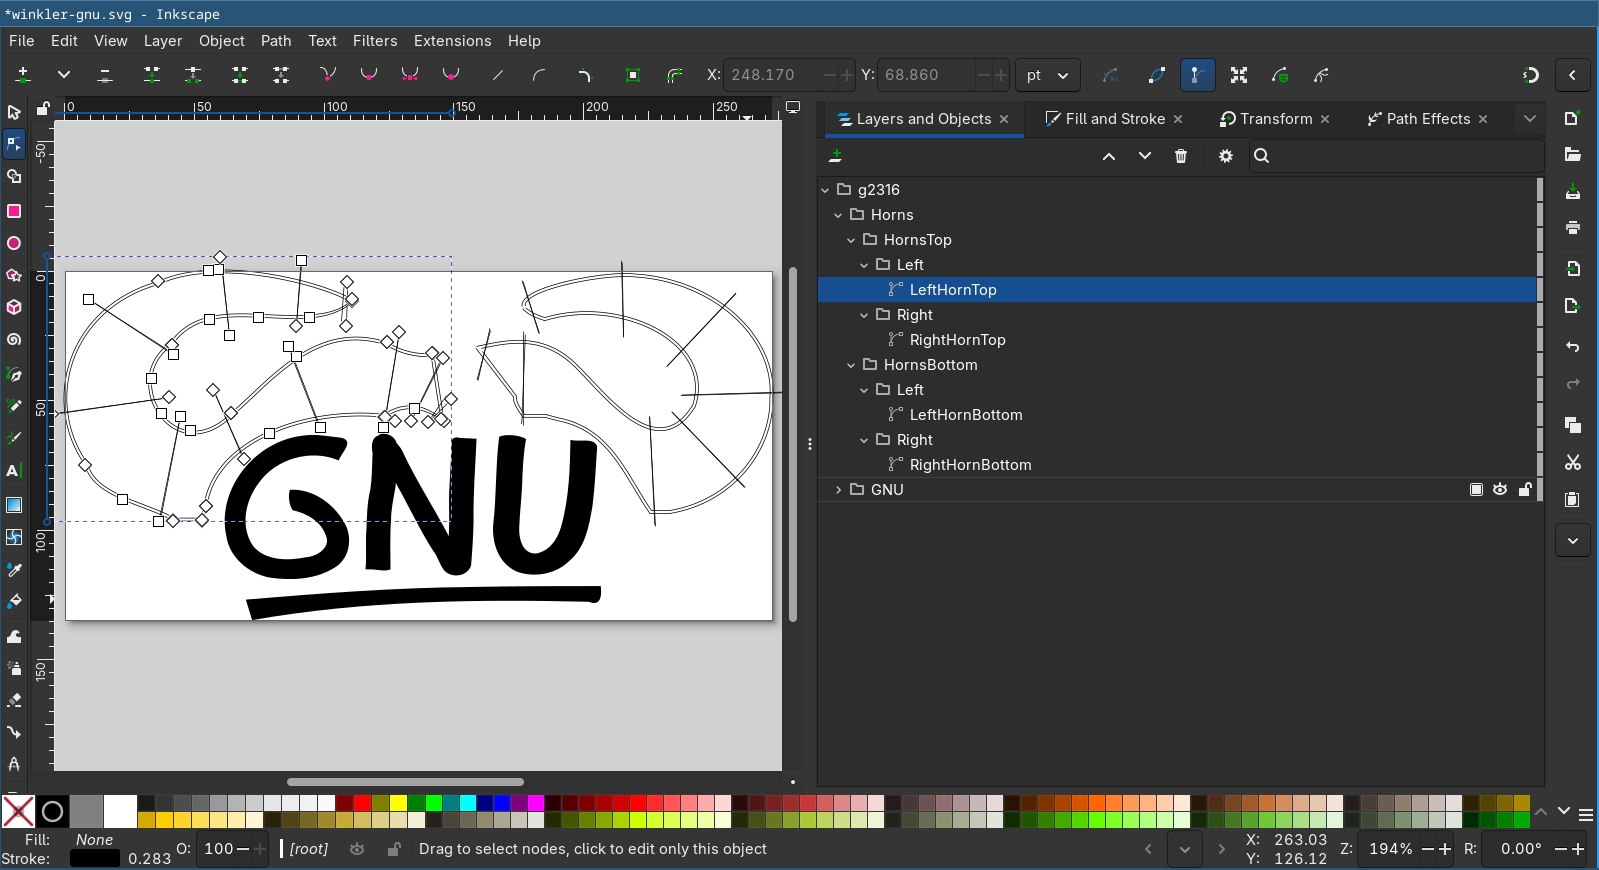 *winkler-gnu.svg - Inkscape
File Edit View Layer Object Path Text Filters Extensions Help
X: 248.170 Y: 68.860 pt
0 50 100 150 200 250
-50
0
50
100
150
GNU
Layers and Objects Fill and Stroke Transform Path Effects
g2316
Horns
HornsTop
Left
LeftHornTop
Right
RightHornTop
HornsBottom
Left
LeftHornBottom
Right
RightHornBottom
GNU
Fill: None
Stroke: 0.283 O: 100 [root] Drag to select nodes, click to edit only this object
X: 263.03
Y: 126.12
Z: 194% R: 0.00°